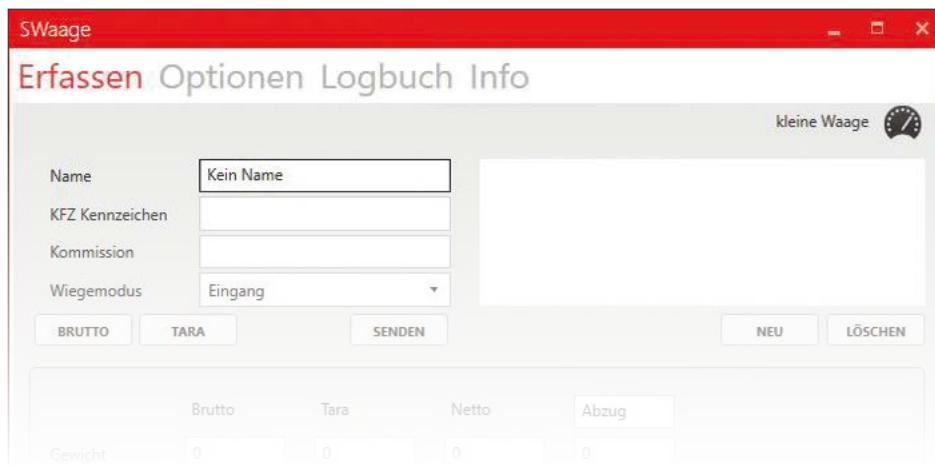 SWaage
Erfassen Optionen Logbuch Info
kleine Waage
Name Kein Name
KFZ Kennzeichen
Kommission
Wiegemodus Eingang
BRUTTO TARA SENDEN NEU LÖSCHEN
Brutto Tara Netto Abzug
Gewicht 0 0 0 0